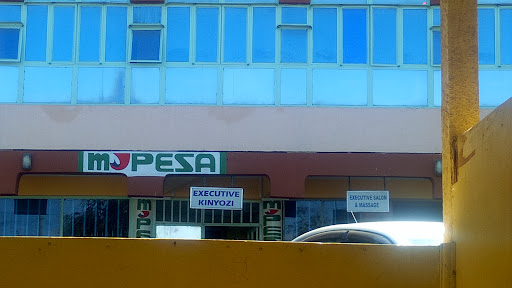 M-PESA
EXECUTIVE
KINYOZI
EXECUTIVE SALON
& MASSAGE